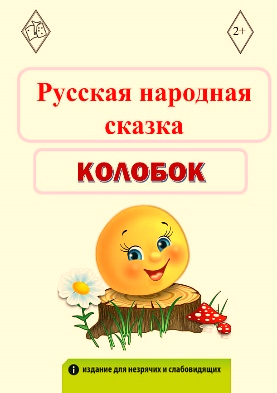 2+
Русская народная
сказка
КОЛОБОК
издание для незрячих и слабовидящих